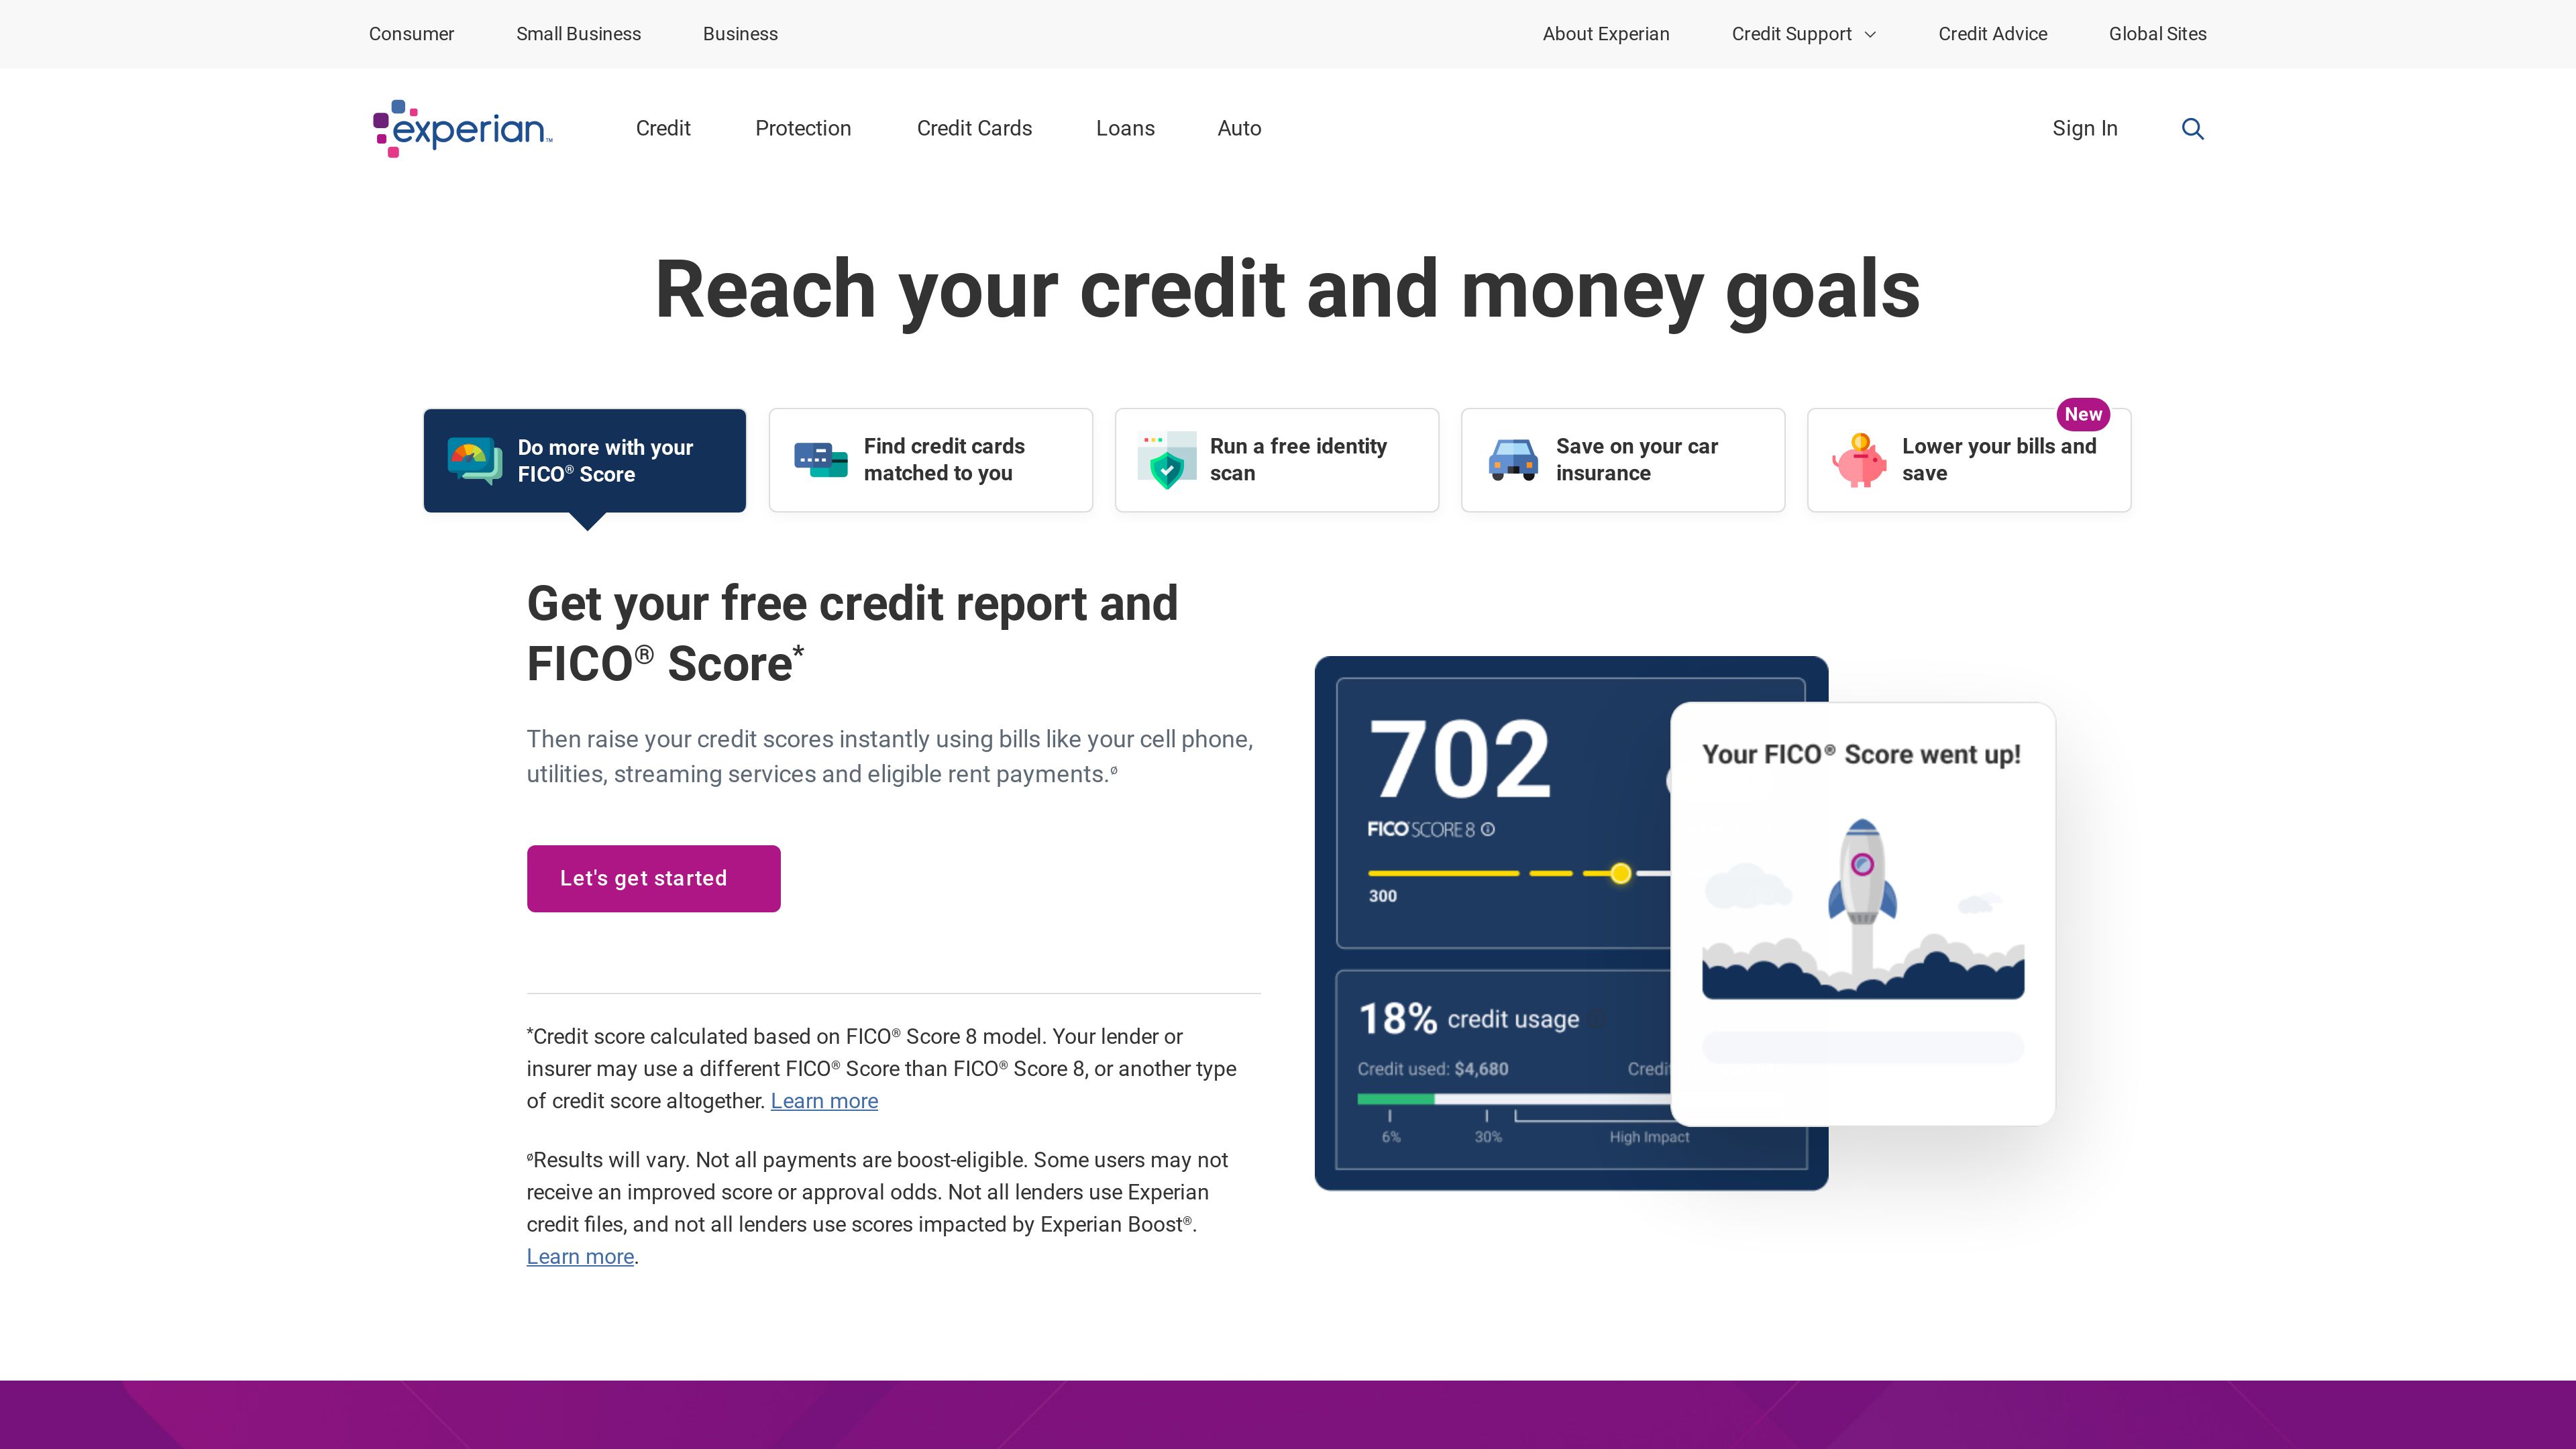 Consumer Small Business Business About Experian Credit Support Credit Advice Global Sites
experian™ Credit Protection Credit Cards Loans Auto Sign In
Reach your credit and money goals
Do more with your
FICO® Score
Find credit cards
matched to you
Run a free identity
scan
Save on your car
insurance
New
Lower your bills and
save
Get your free credit report and
FICO® Score*
Then raise your credit scores instantly using bills like your cell phone,
utilities, streaming services and eligible rent payments.ø
Let's get started
*Credit score calculated based on FICO® Score 8 model. Your lender or
insurer may use a different FICO® Score than FICO® Score 8, or another type
of credit score altogether. Learn more
øResults will vary. Not all payments are boost-eligible. Some users may not
receive an improved score or approval odds. Not all lenders use Experian
credit files, and not all lenders use scores impacted by Experian Boost®.
Learn more.
702
FICO SCORE 8
300
18% credit usage
Credit used: $4,680 Credit
6% 30% High Impact
Your FICO® Score went up!